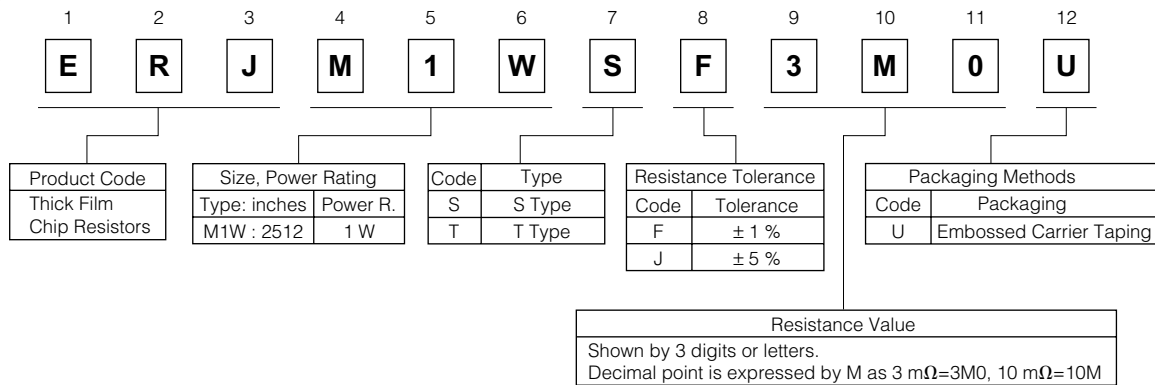 1 2 3 4 5 6 7 8 9 10 11 12
E R J M 1 W S F 3 M 0 U
Product Code
Thick Film
Chip Resistors
Size, Power Rating
Type: inches Power R.
M1W : 2512 1 W
Code Type
S S Type
T T Type
Resistance Tolerance
Code Tolerance
F ± 1 %
J ± 5 %
Packaging Methods
Code Packaging
U Embossed Carrier Taping
Resistance Value
Shown by 3 digits or letters.
Decimal point is expressed by M as 3 mΩ=3M0, 10 mΩ=10M